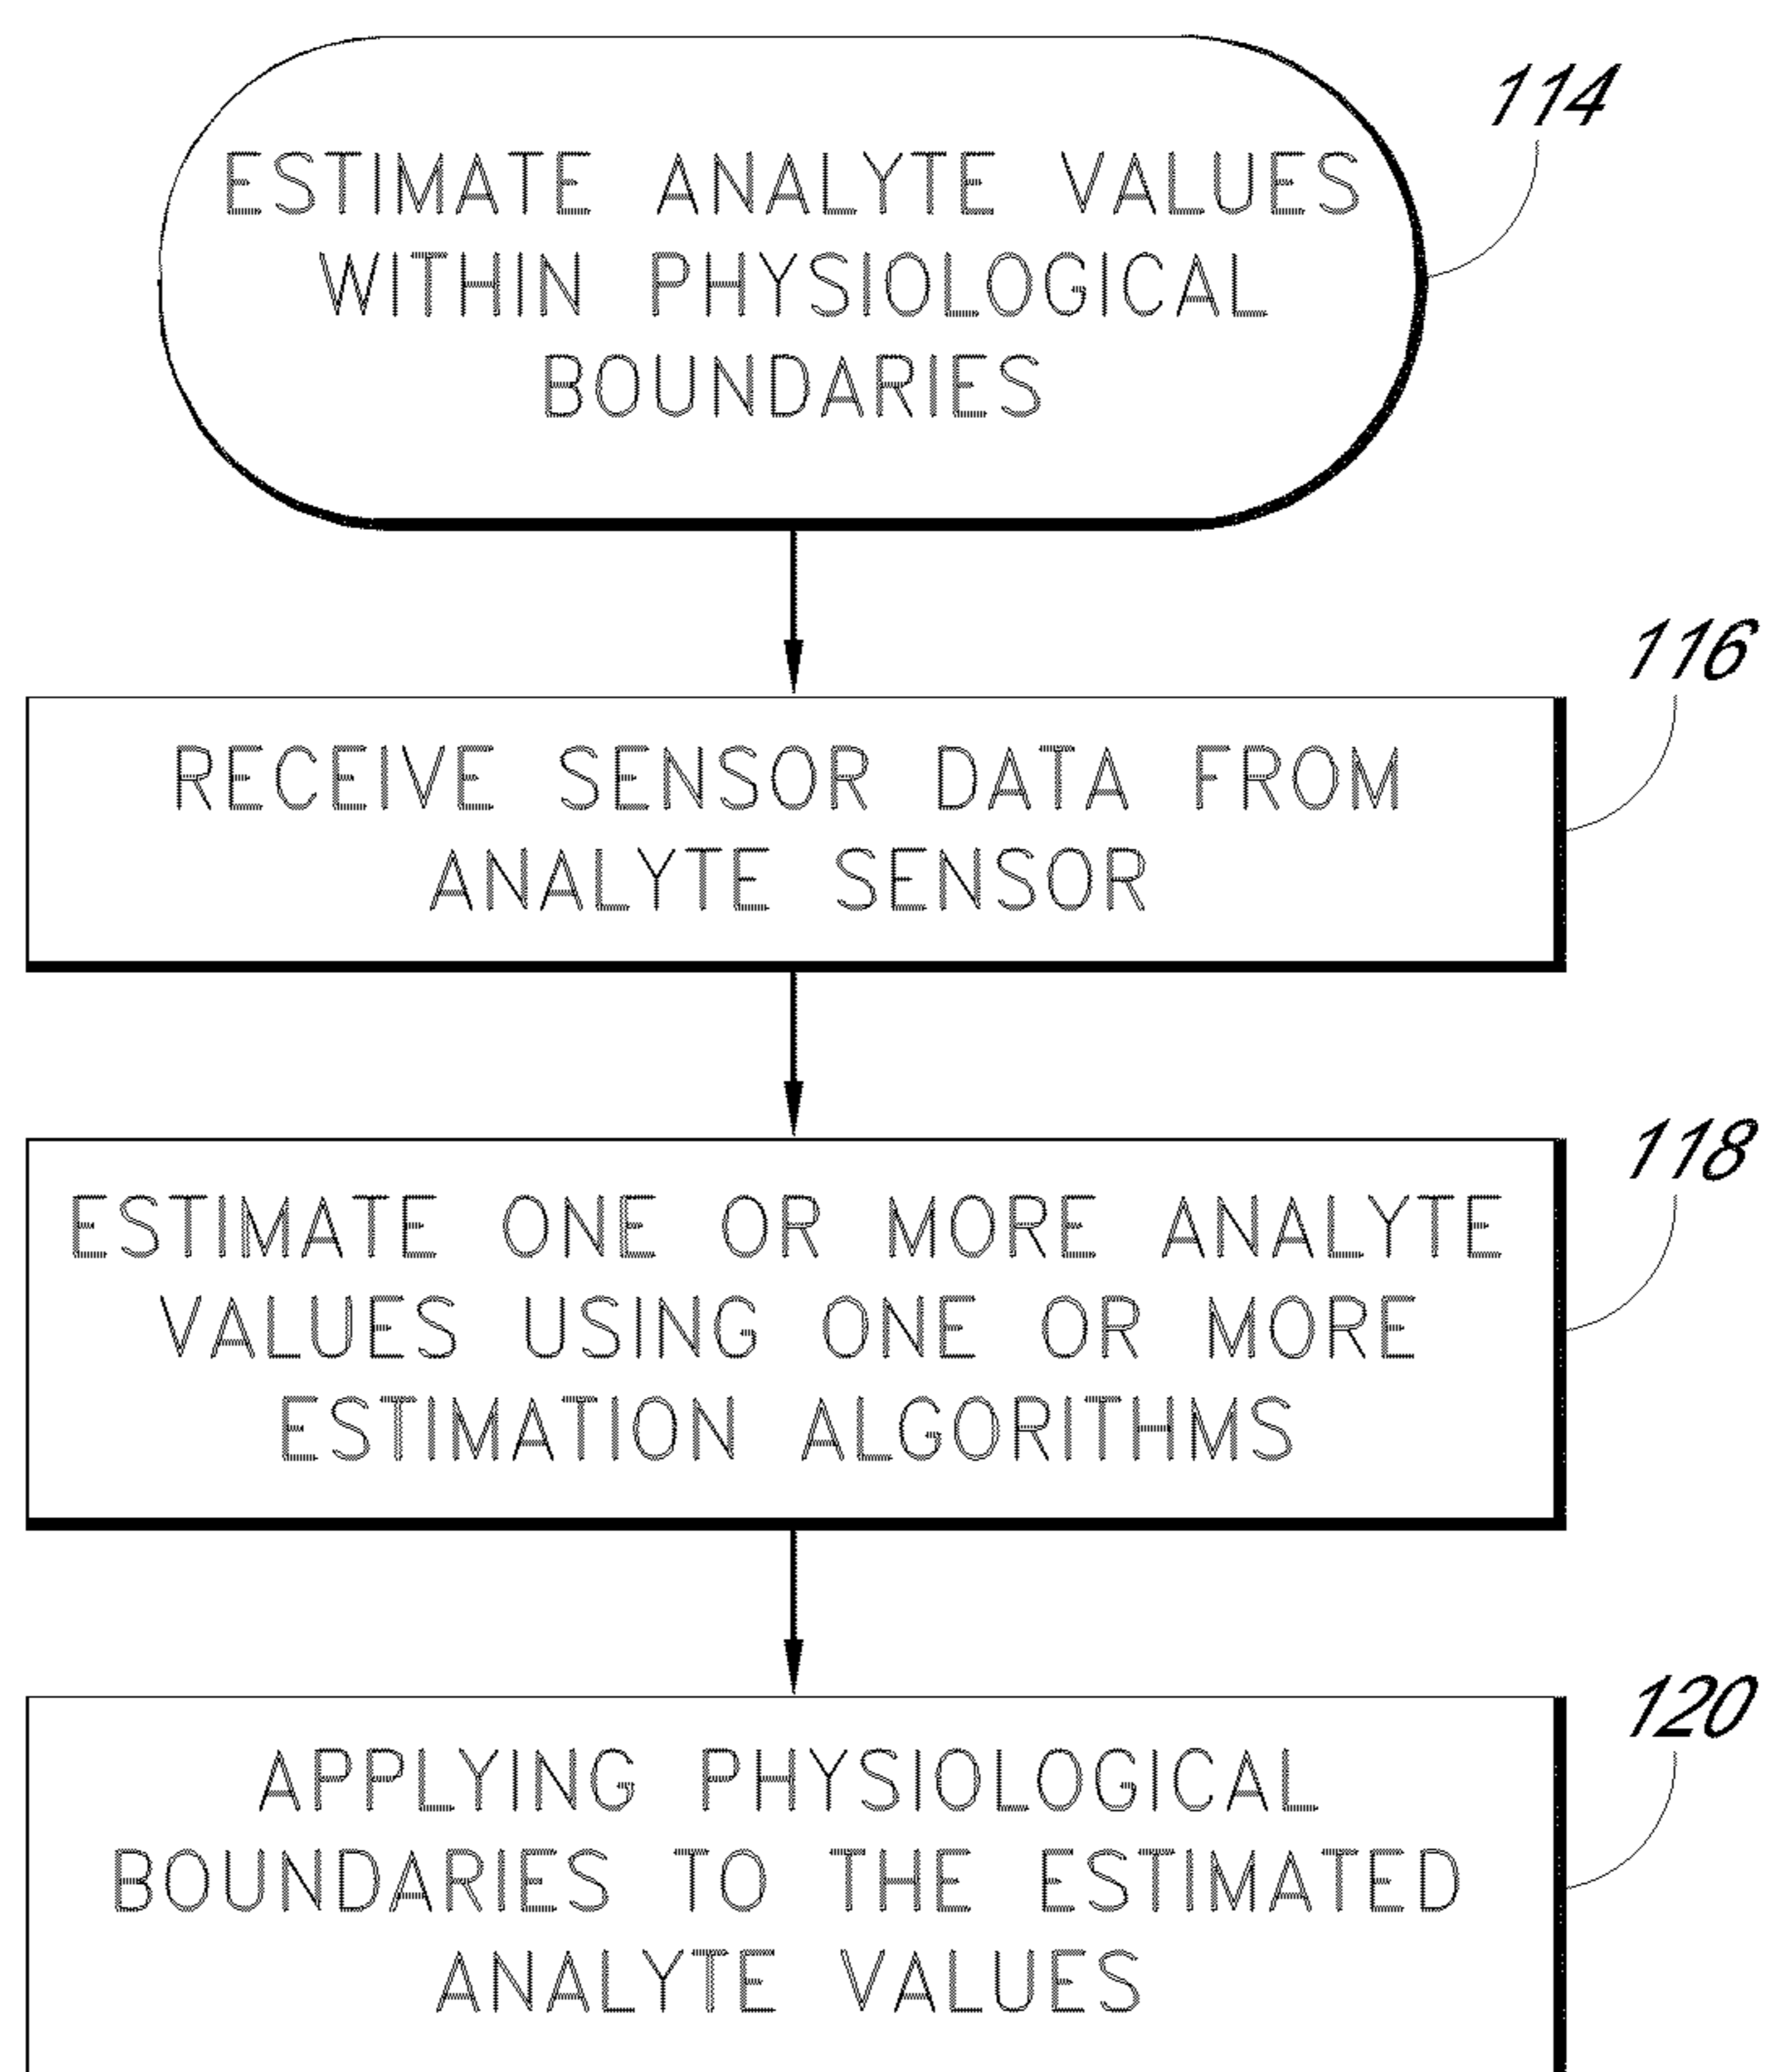 ESTIMATE ANALYTE VALUES
WITHIN PHYSIOLOGICAL
BOUNDARIES
114
RECEIVE SENSOR DATA FROM
ANALYTE SENSOR
116
ESTIMATE ONE OR MORE ANALYTE
VALUES USING ONE OR MORE
ESTIMATION ALGORITHMS
118
APPLYING PHYSIOLOGICAL
BOUNDARIES TO THE ESTIMATED
ANALYTE VALUES
120